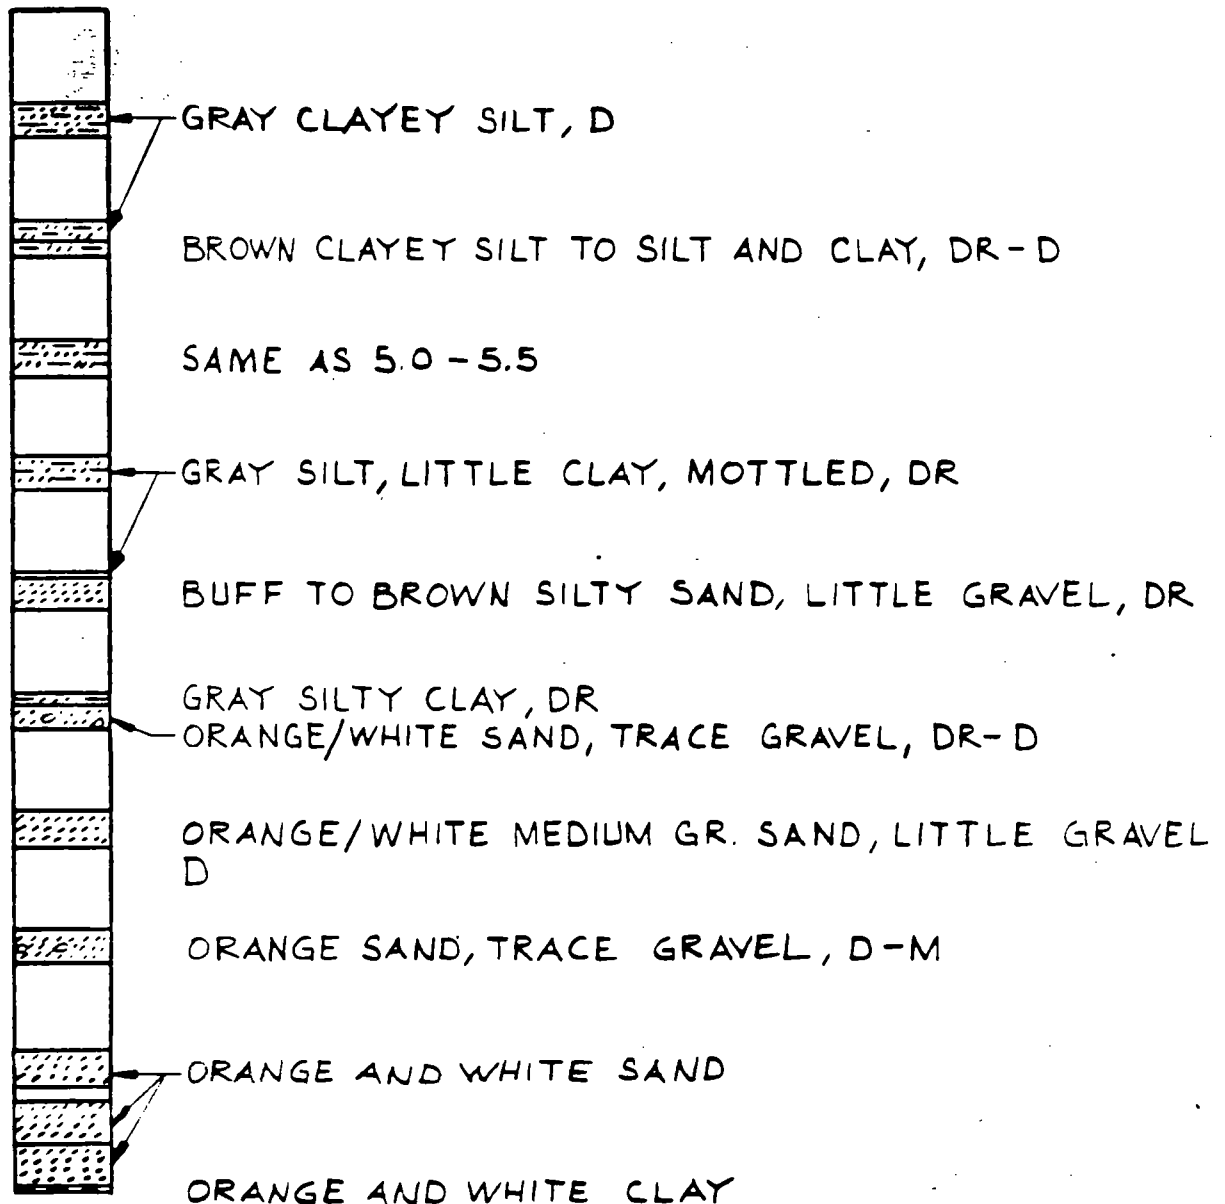 GRAY CLAYEY SILT, D
BROWN CLAYEY SILT TO SILT AND CLAY, DR-D
SAME AS 5.0-5.5
GRAY SILT, LITTLE CLAY, MOTTLED, DR
BUFF TO BROWN SILTY SAND, LITTLE GRAVEL, DR
GRAY SILTY CLAY, DR
ORANGE/WHITE SAND, TRACE GRAVEL, DR-D
ORANGE/WHITE MEDIUM GR. SAND, LITTLE GRAVEL
D
ORANGE SAND, TRACE GRAVEL, D-M
ORANGE AND WHITE SAND
ORANGE AND WHITE CLAY